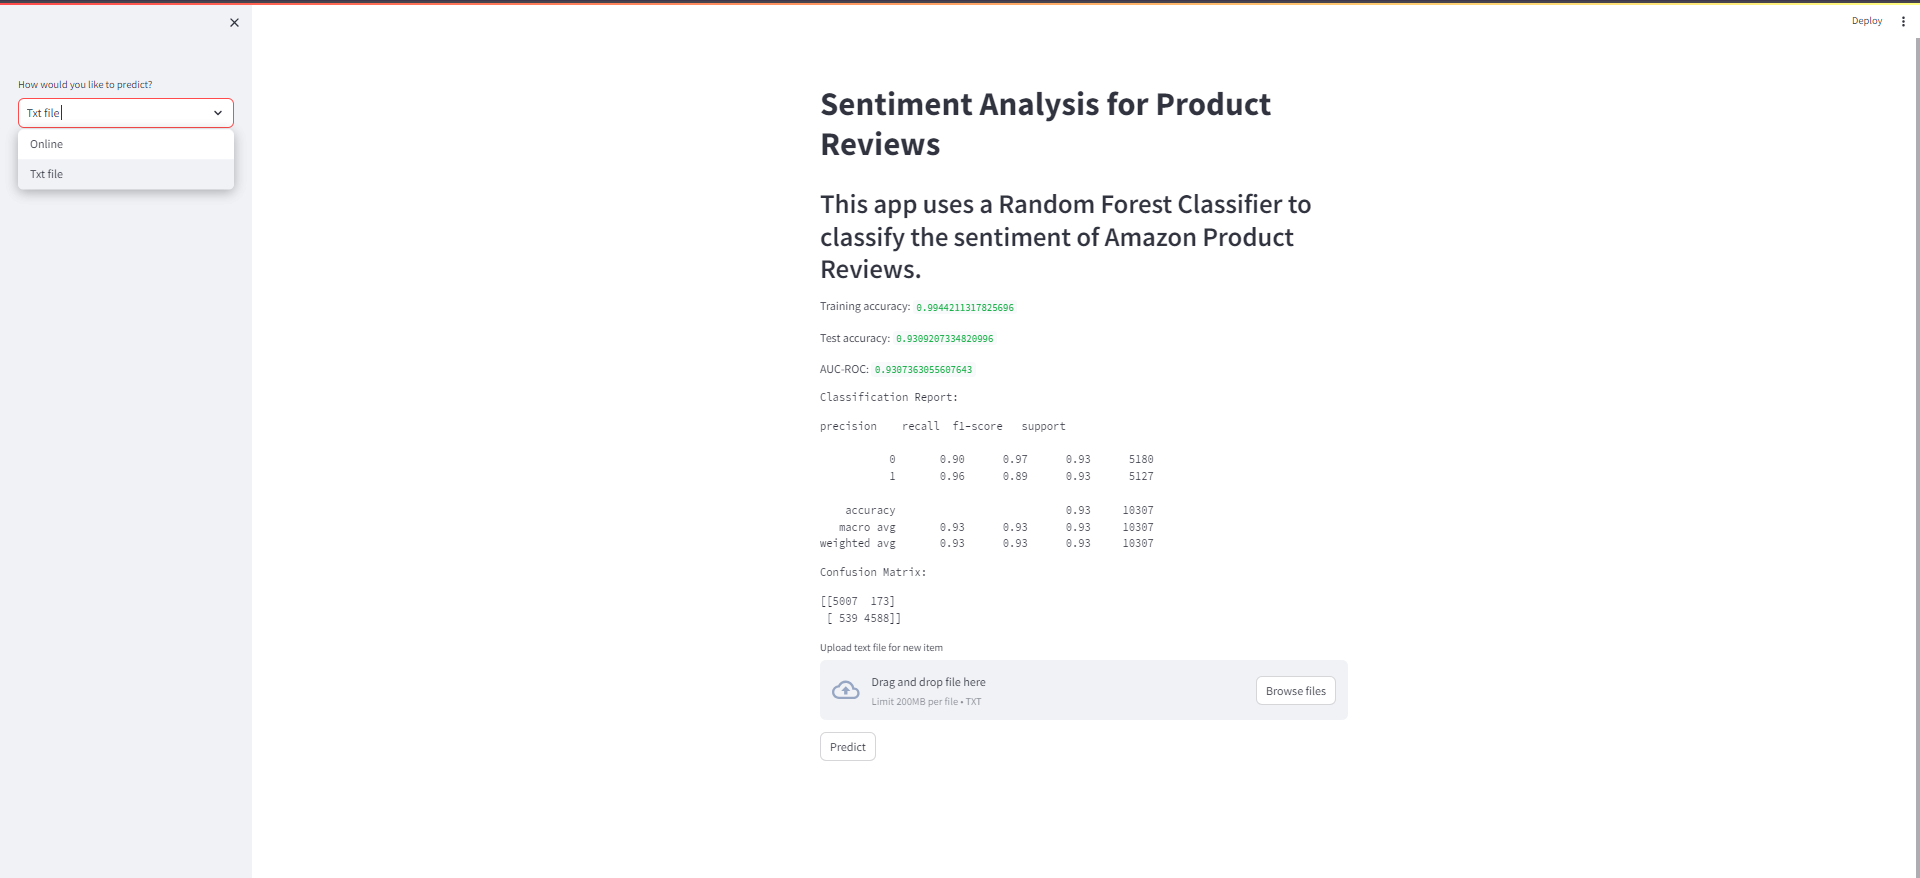 Deploy
How would you like to predict?
Txt file
Online
Txt file
Sentiment Analysis for Product
Reviews
This app uses a Random Forest Classifier to
classify the sentiment of Amazon Product
Reviews.
Training accuracy: 0.9944211317825696
Test accuracy: 0.9309207334820996
AUC-ROC: 0.9307363055607643
Classification Report:
precision    recall  f1-score   support
0       0.90      0.97      0.93      5180
1       0.96      0.89      0.93      5127
accuracy                           0.93     10307
macro avg       0.93      0.93      0.93     10307
weighted avg       0.93      0.93      0.93     10307
Confusion Matrix:
[[5007  173]
[ 539 4588]]
Upload text file for new item
Drag and drop file here
Limit 200MB per file • TXT
Browse files
Predict